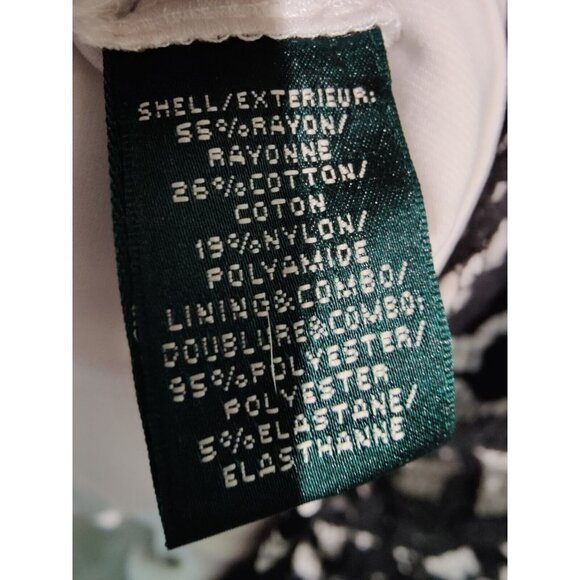 SHELL/EXTERIEUR:
55%RAYON/
RAYONNE
26%COTTON/
COTON
19%NYLON/
POLYAMIDE
LINING&COMBO/
DOUBLURE&COMBO:
95%POLYESTER/
POLYESTER
5%ELASTANE/
ELASTHANNE